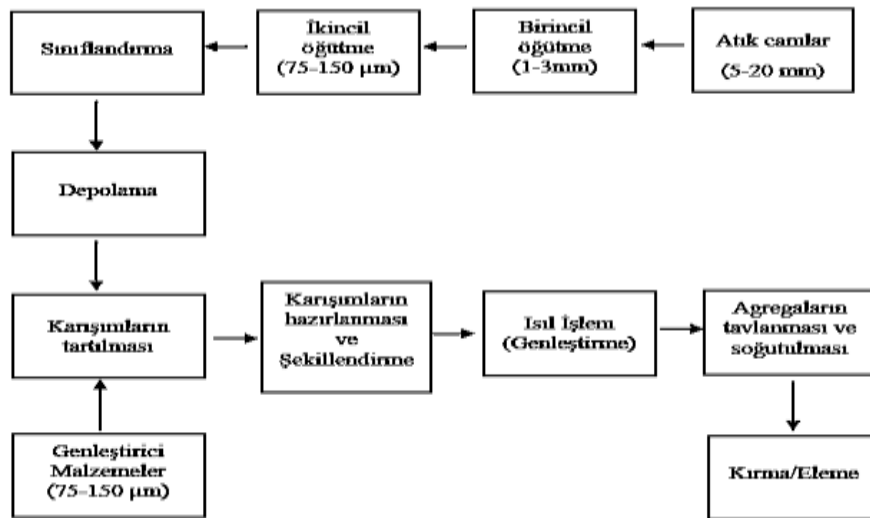 Sınıflandırma
İkincil
öğütme
(75-150 µm)
Birincil
öğütme
(1-3mm)
Atık camlar
(5-20 mm)
Depolama
Karışımların
tartılması
Karışımların
hazırlanması
ve
Şekillendirme
Isıl İşlem
(Genleştirme)
Agregaların
tavlanması ve
soğutulması
Genleştirici
Malzemeler
(75-150 µm)
Kırma/Eleme